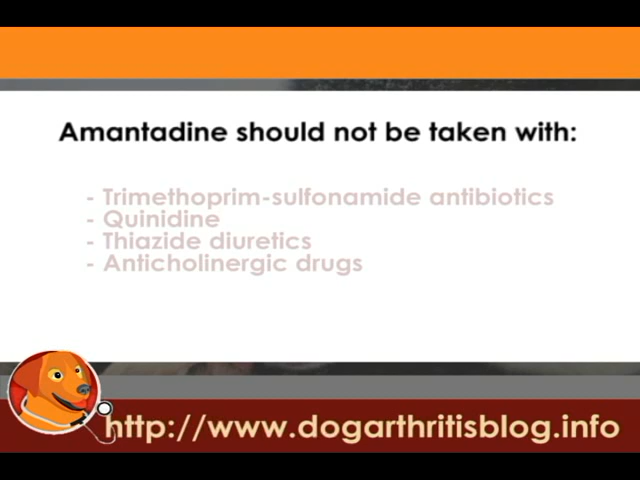 Amantadine should not be taken with:
- Trimethoprim-sulfonamide antibiotics
- Quinidine
- Thiazide diuretics
- Anticholinergic drugs
http://www.dogarthritisblog.info